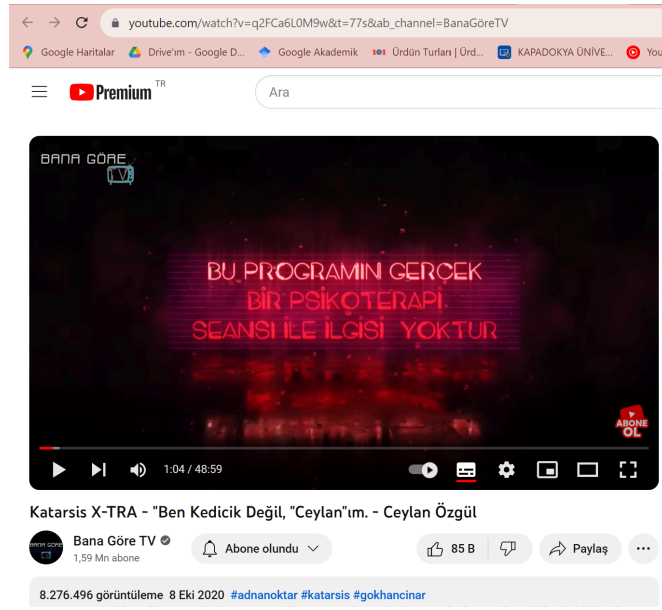 youtube.com/watch?v=q2FCa6L0M9w&t=77s&ab_channel=BanaGöreTV
Google Haritalar Drive'ım - Google D... Google Akademik Ürdün Turları | Ürd... KAPADOKYA ÜNİVE... You
Premium TR
Ara
BANA GÖRE
TV
BU PROGRAMIN GERÇEK
BİR PSİKOTERAPİ
SEANSI İLE İLGİSİ YOKTUR
ABONE
OL
1:04 / 48:59
Katarsis X-TRA - "Ben Kedicik Değil, "Ceylan"ım. - Ceylan Özgül
Bana Göre TV
1,59 Mn abone
Abone olundu
85 B
Paylaş
8.276.496 görüntüleme 8 Eki 2020 #adnanoktar #katarsis #gokhancinar